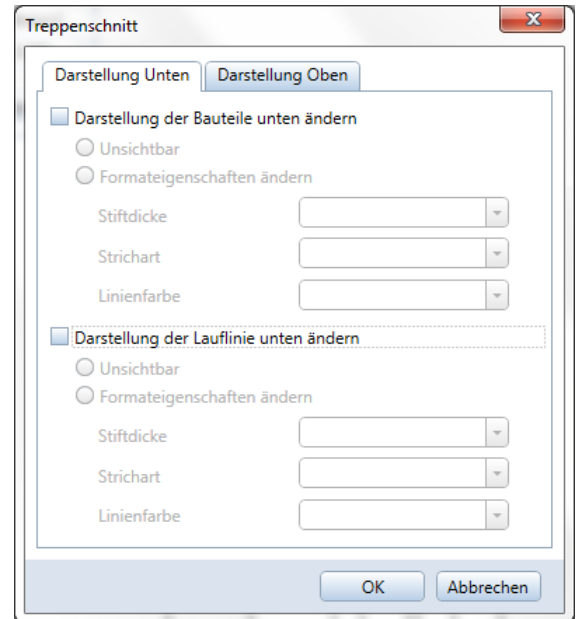 Treppenschnitt
Darstellung Unten Darstellung Oben
Darstellung der Bauteile unten ändern
Unsichtbar
Formateigenschaften ändern
Stiftdicke
Strichart
Linienfarbe
Darstellung der Lauflinie unten ändern
Unsichtbar
Formateigenschaften ändern
Stiftdicke
Strichart
Linienfarbe
OK Abbrechen